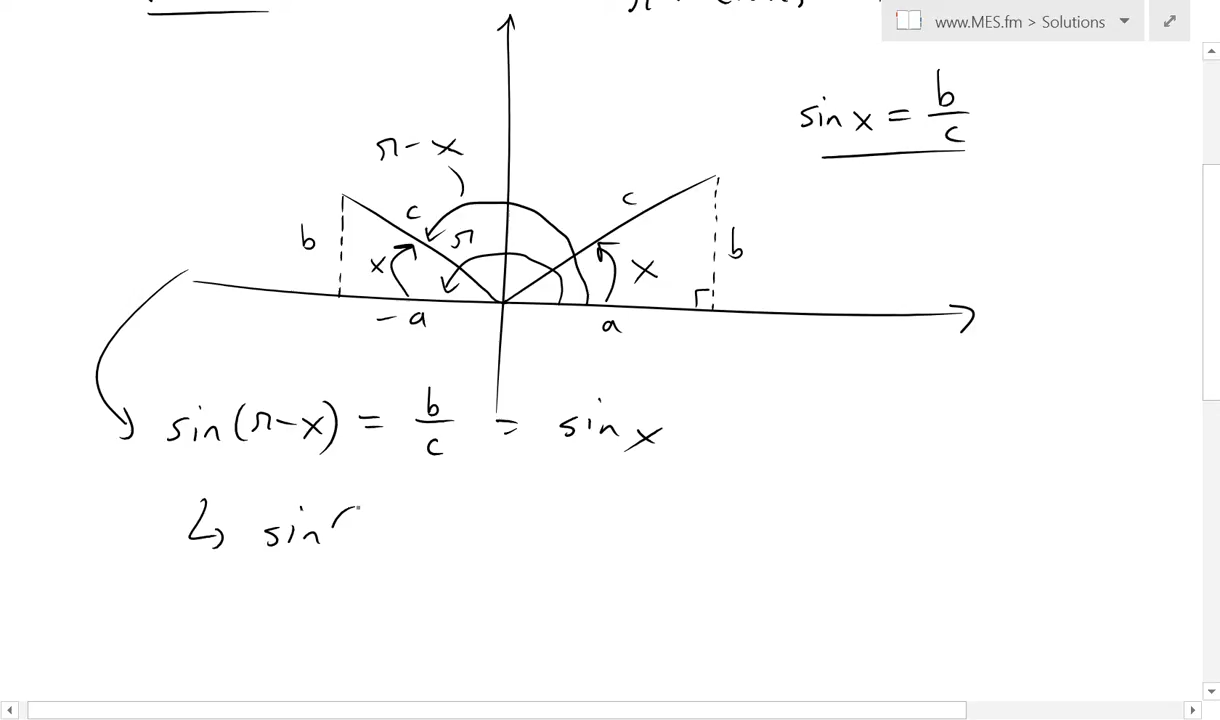 www.MES.fm > Solutions
sin x = b/c
π - x
c
c
b
π
x
x
b
- a
a
sin(π-x) = b/c = sin x
↳ sin(